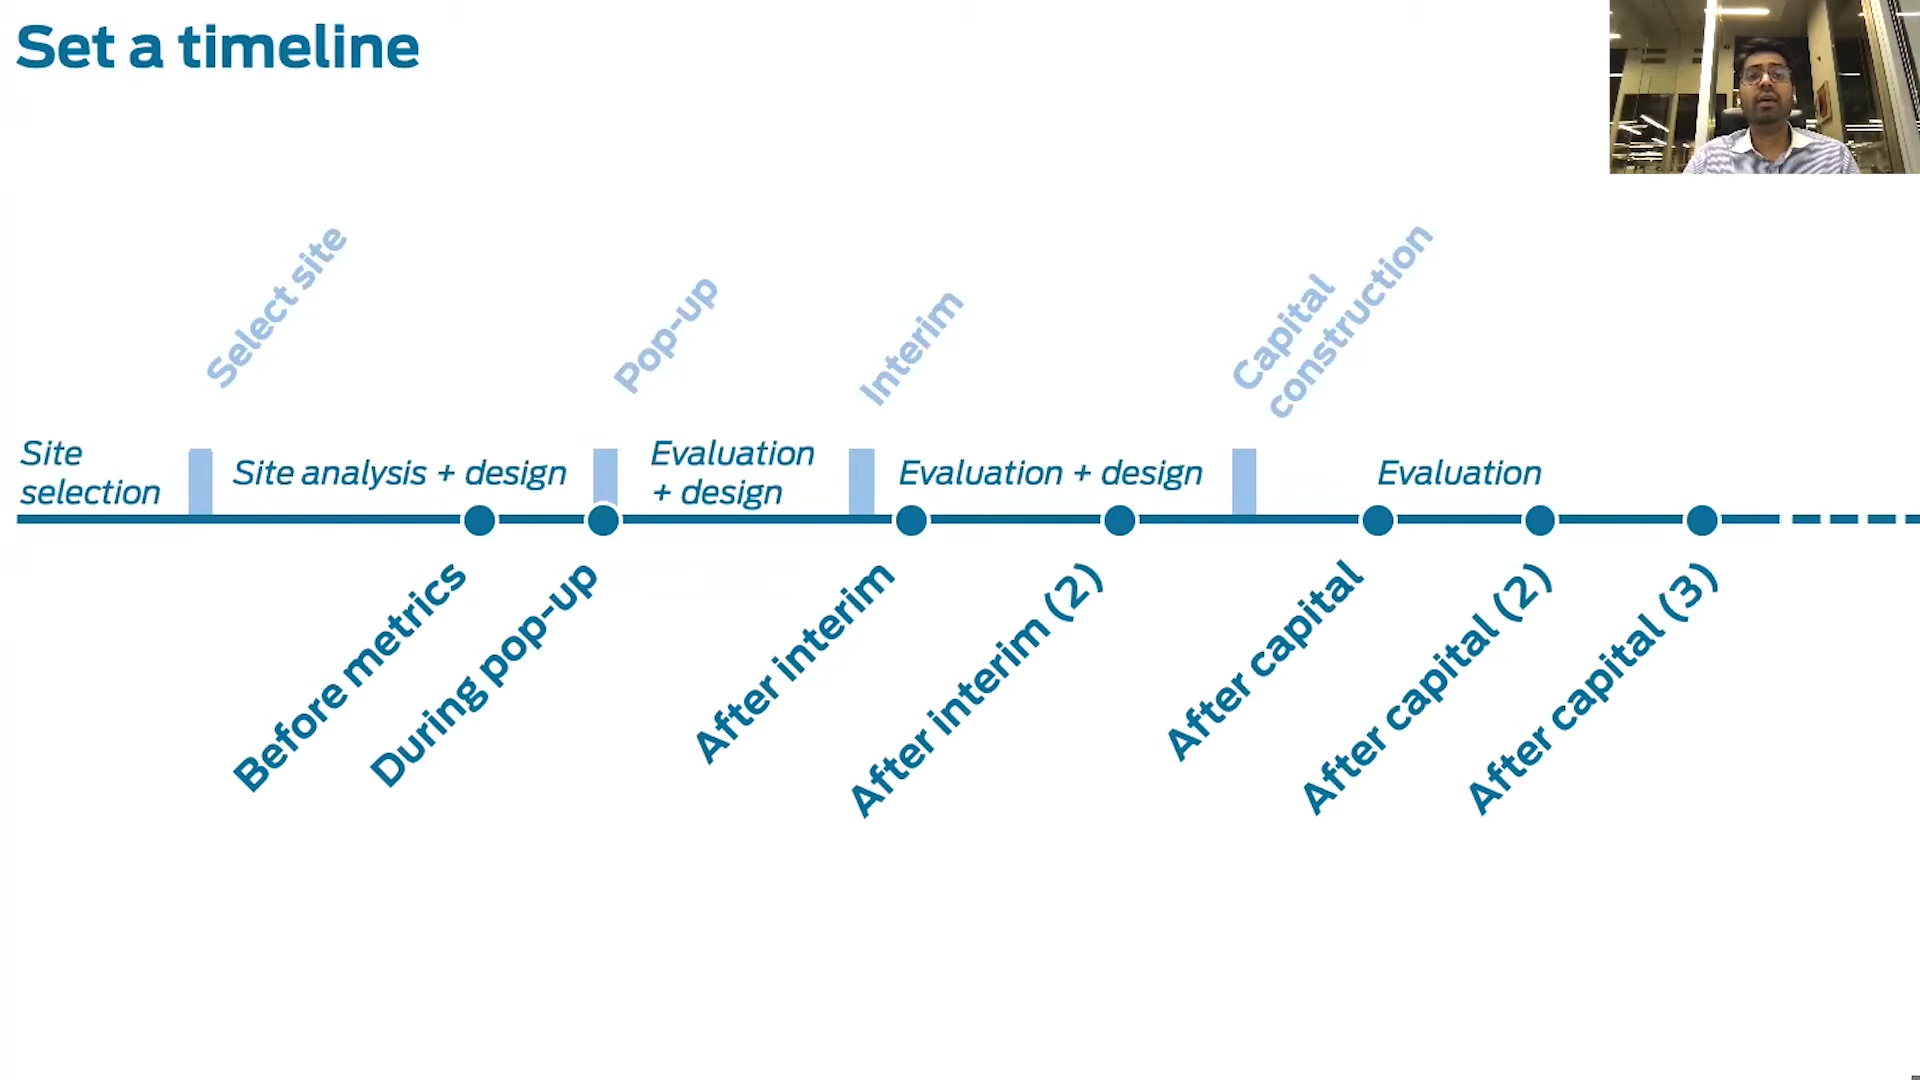 Set a timeline
Select site
Pop-up
Interim
Capital
construction
Site
selection
Site analysis + design
Evaluation
+ design
Evaluation + design
Evaluation
Before metrics
During pop-up
After interim
After interim (2)
After capital
After capital (2)
After capital (3)